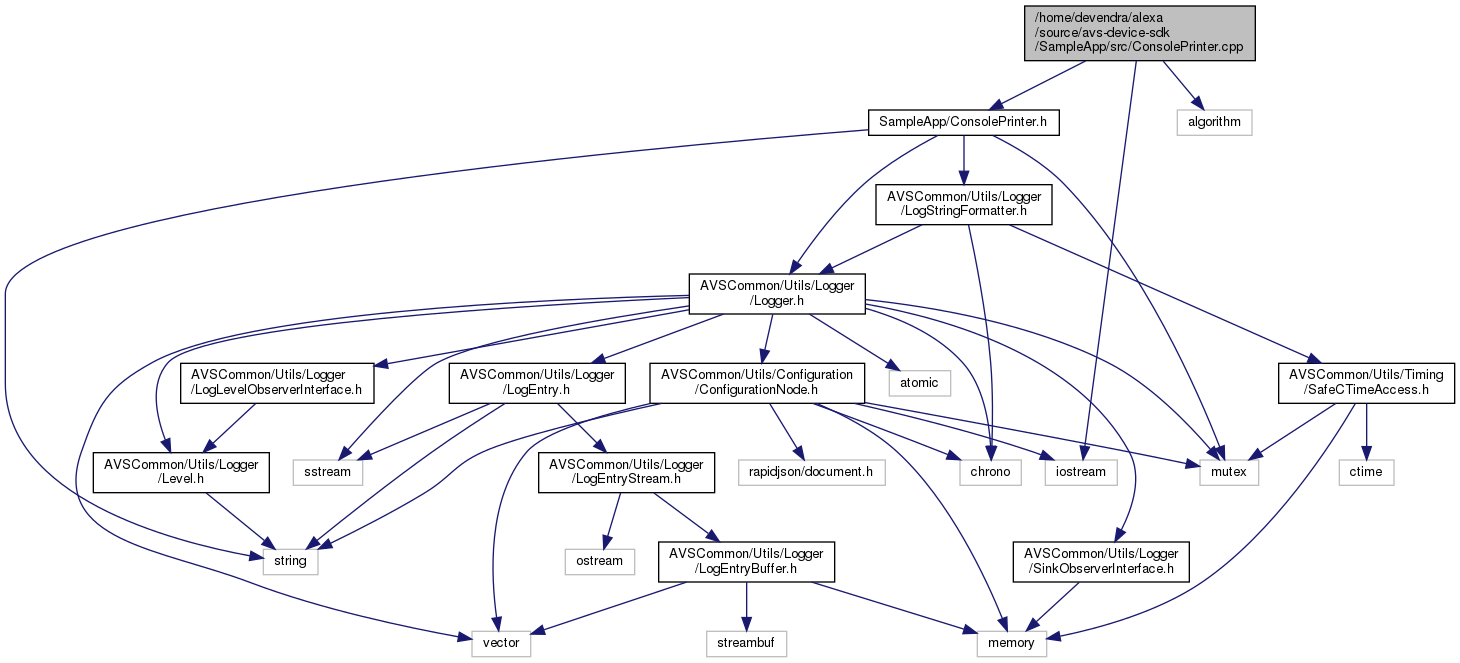 /home/devendra/alexa
/source/avs-device-sdk
/SampleApp/src/ConsolePrinter.cpp
SampleApp/ConsolePrinter.h
algorithm
AVSCommon/Utils/Logger
/LogStringFormatter.h
AVSCommon/Utils/Logger
/Logger.h
AVSCommon/Utils/Logger
/LogLevelObserverInterface.h
AVSCommon/Utils/Logger
/LogEntry.h
AVSCommon/Utils/Configuration
/ConfigurationNode.h
atomic
AVSCommon/Utils/Timing
/SafeCTimeAccess.h
AVSCommon/Utils/Logger
/Level.h
sstream
AVSCommon/Utils/Logger
/LogEntryStream.h
rapidjson/document.h
chrono
iostream
mutex
ctime
string
ostream
AVSCommon/Utils/Logger
/LogEntryBuffer.h
AVSCommon/Utils/Logger
/SinkObserverInterface.h
vector
streambuf
memory